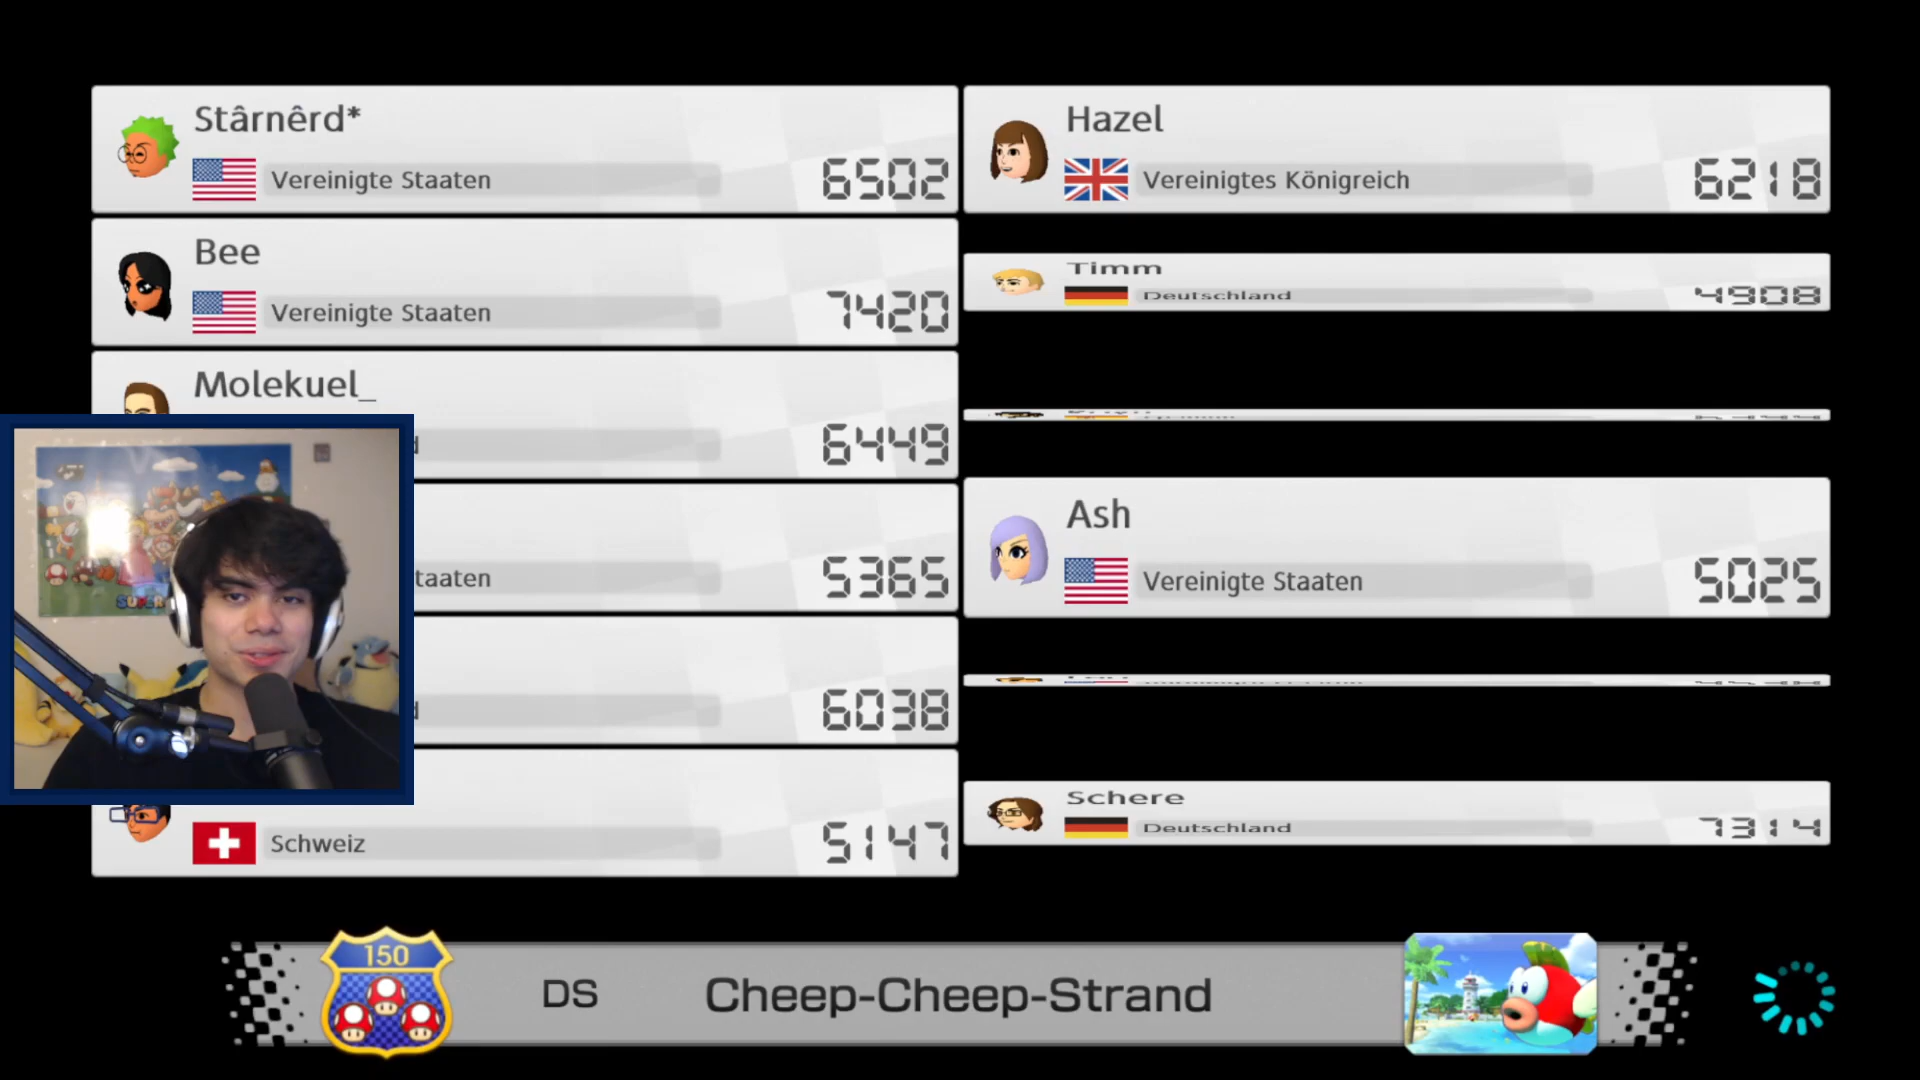 Stârnêrd*
Vereinigte Staaten
6502
Bee
Vereinigte Staaten
7420
Molekuel_
6449
taaten
5365
6038
Schweiz
5147
Hazel
Vereinigtes Königreich
6218
Timm
Deutschland
4908
Ash
Vereinigte Staaten
5025
Schere
Deutschland
7314
SUPER
150
DS
Cheep-Cheep-Strand